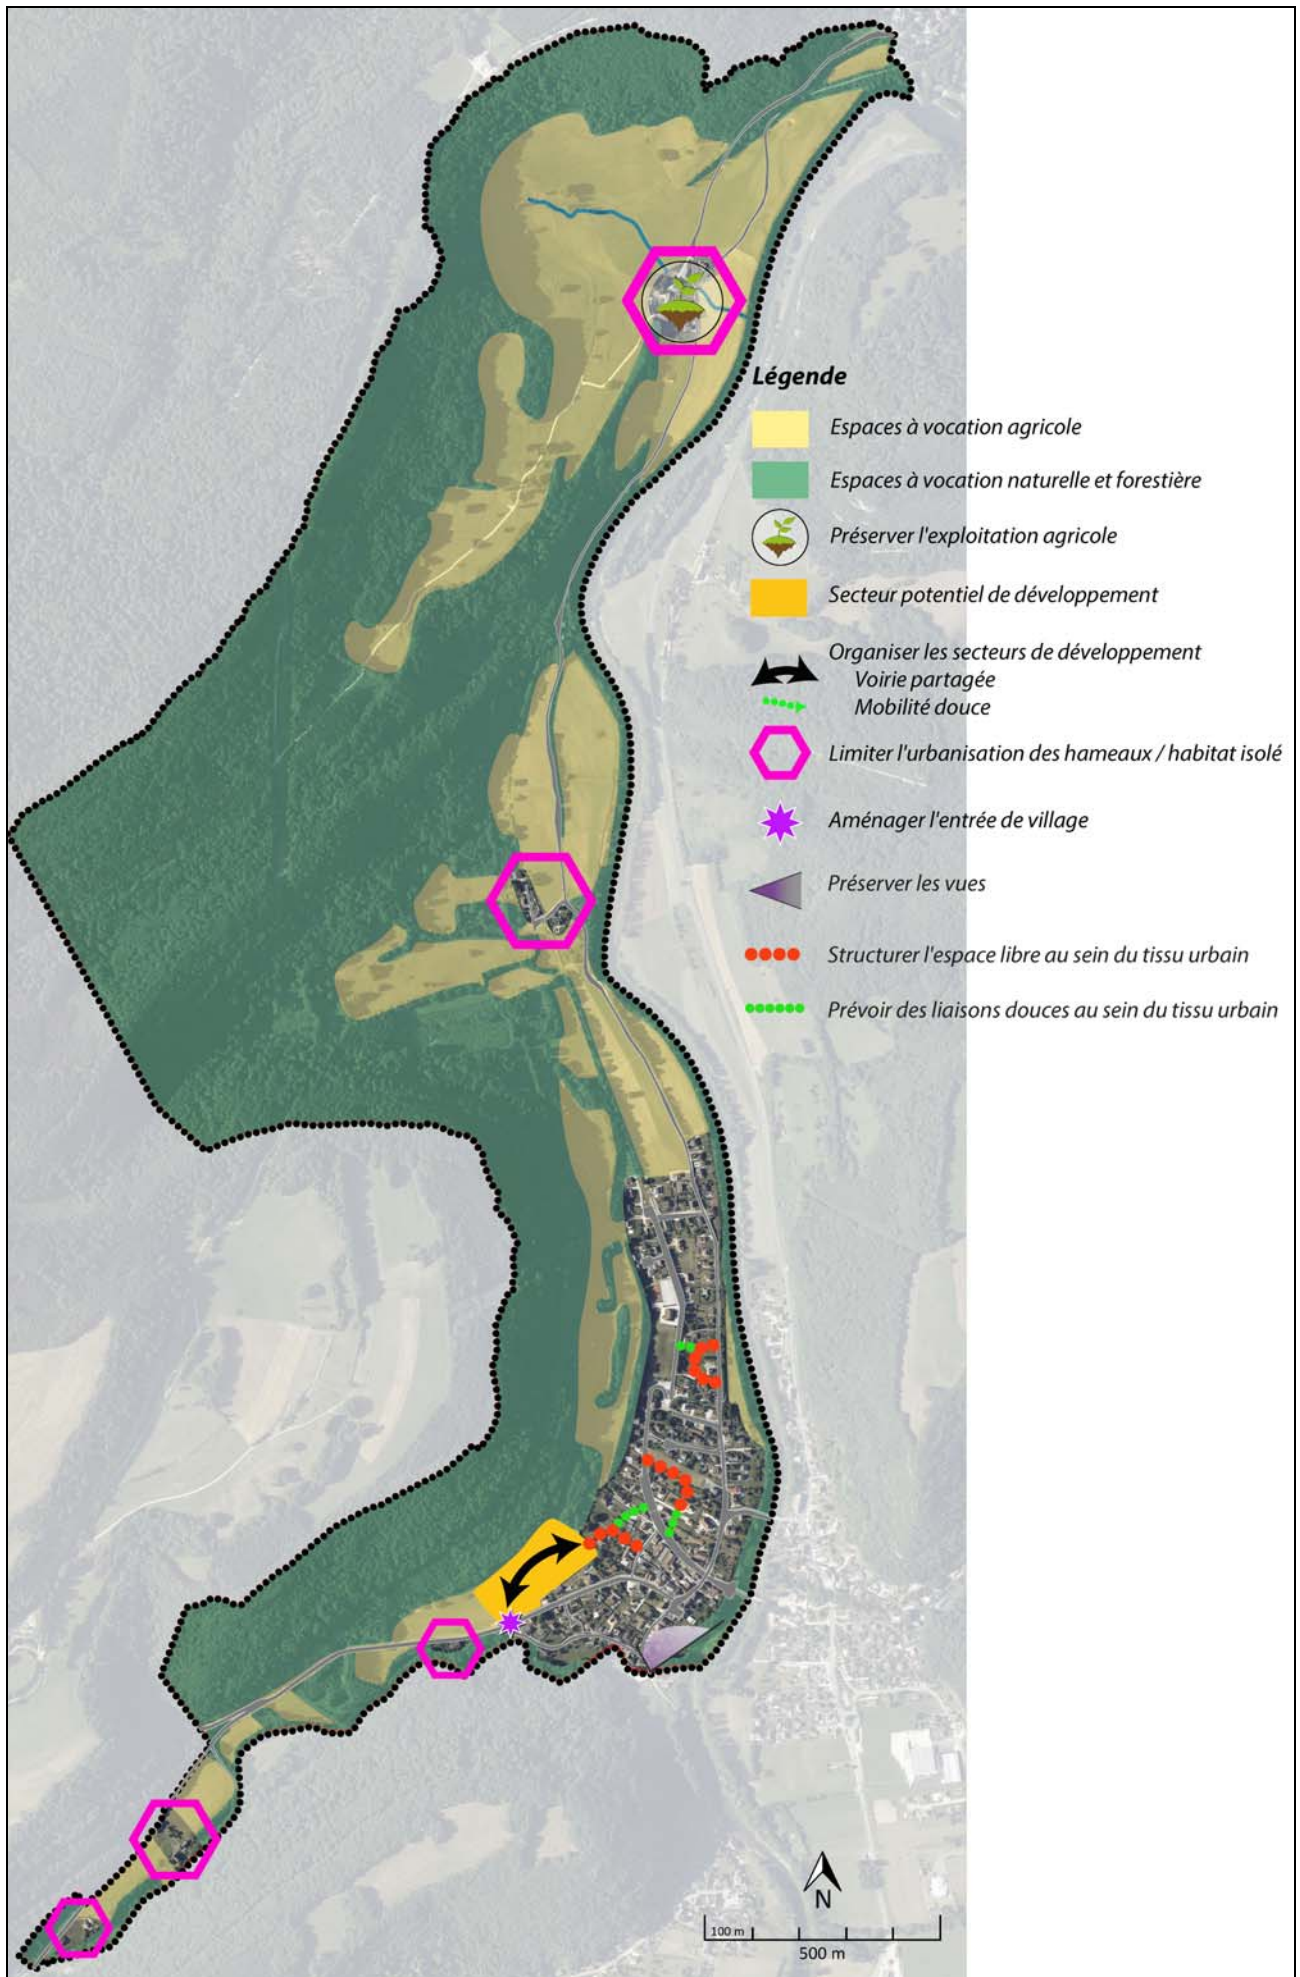 Légende
Espaces à vocation agricole
Espaces à vocation naturelle et forestière
Préserver l'exploitation agricole
Secteur potentiel de développement
Organiser les secteurs de développement
Voirie partagée
Mobilité douce
Limiter l'urbanisation des hameaux / habitat isolé
Aménager l'entrée de village
Préserver les vues
Structurer l'espace libre au sein du tissu urbain
Prévoir des liaisons douces au sein du tissu urbain
N
100 m
500 m